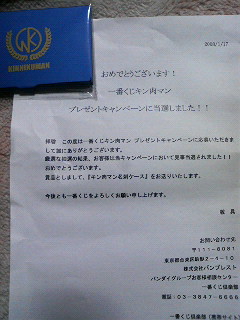 KINNIKUMAN
2008/1/17
おめでとうございます！
一番くじキン肉マン
プレゼントキャンペーンに当選しました！！
拝啓 この度は一番くじキン肉マン プレゼントキャンペーンにご応募いただきま
して誠にありがとうございます。
厳選なる抽選の結果、お客様は当キャンペーンにおいて見事当選されました！！
おめでとうございます。
賞品としまして、『キン肉マン名刺ケース』をお送りいたします。
今後とも一番くじをよろしくお願い申し上げます。
敬具
お問い合わせ先
〒111-8081
東京都台東区駒形2-1-10
株式会社バンプレスト
バンダイグループお客様相談センター
一番くじ倶楽部
電話：03-3847-6666
一番くじ倶楽部